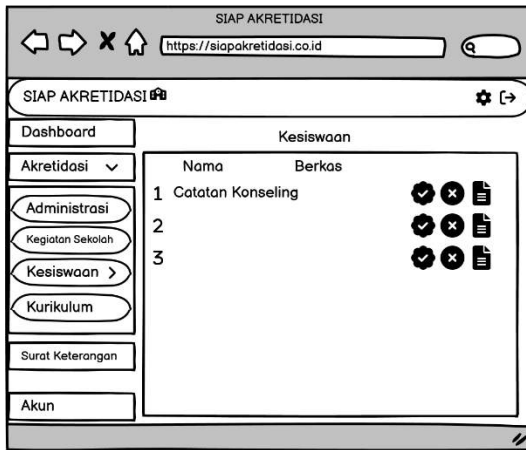 SIAP AKRETIDASI
https://siapakretidasi.co.id
SIAP AKRETIDASI
Dashboard
Akretidasi
Administrasi
Kegiatan Sekolah
Kesiswaan >
Kurikulum
Surat Keterangan
Akun
Kesiswaan
Nama Berkas
1 Catatan Konseling
2
3